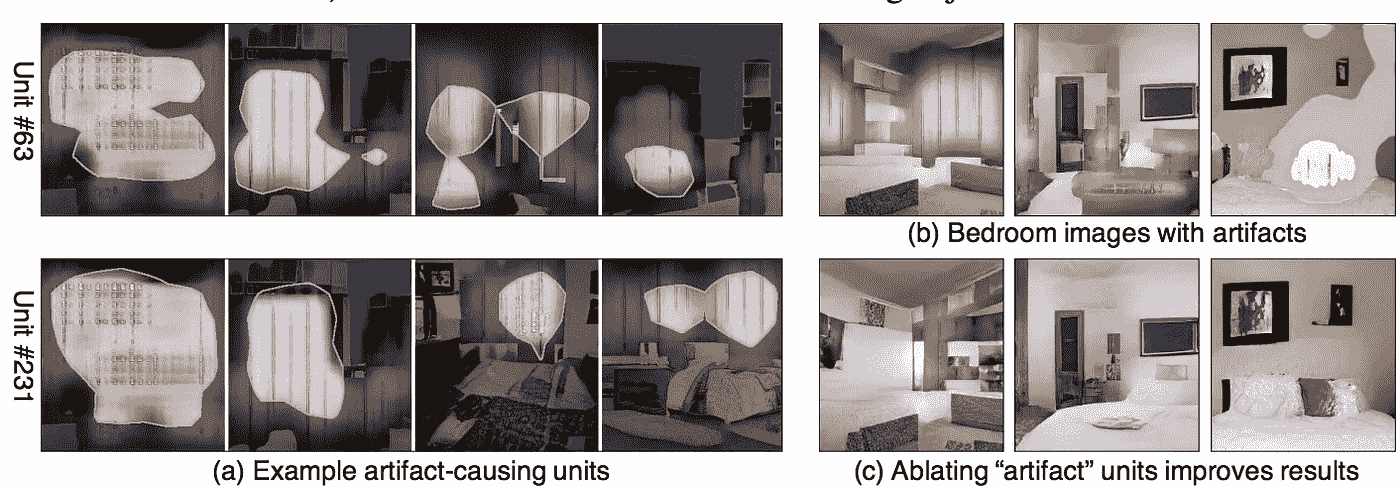 Unit #63
(b) Bedroom images with artifacts
Unit #231
(a) Example artifact-causing units
(c) Ablating “artifact” units improves results